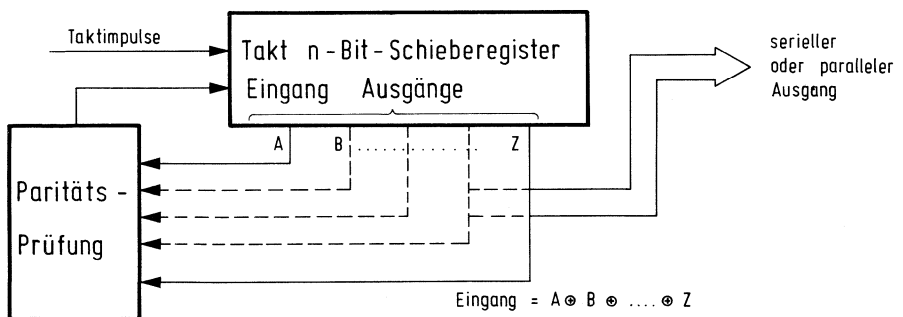 Taktimpulse
Takt n-Bit-Schieberegister
Eingang Ausgänge
serieller
oder paralleler
Ausgang
A B .............. Z
Paritäts-
Prüfung
Eingang = A ⊕ B ⊕ .... ⊕ Z